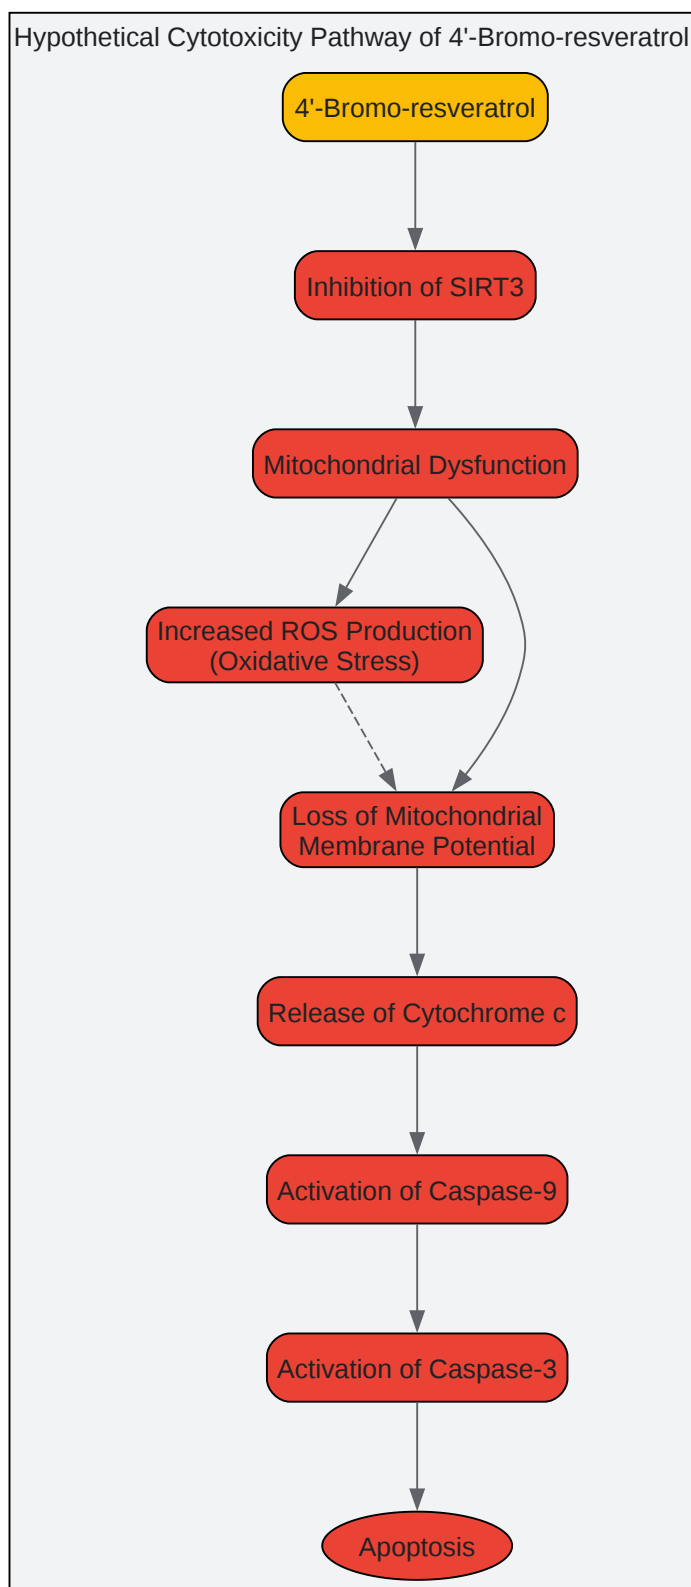 Hypothetical Cytotoxicity Pathway of 4'-Bromo-resveratrol
4'-Bromo-resveratrol
Inhibition of SIRT3
Mitochondrial Dysfunction
Increased ROS Production
(Oxidative Stress)
Loss of Mitochondrial
Membrane Potential
Release of Cytochrome c
Activation of Caspase-9
Activation of Caspase-3
Apoptosis